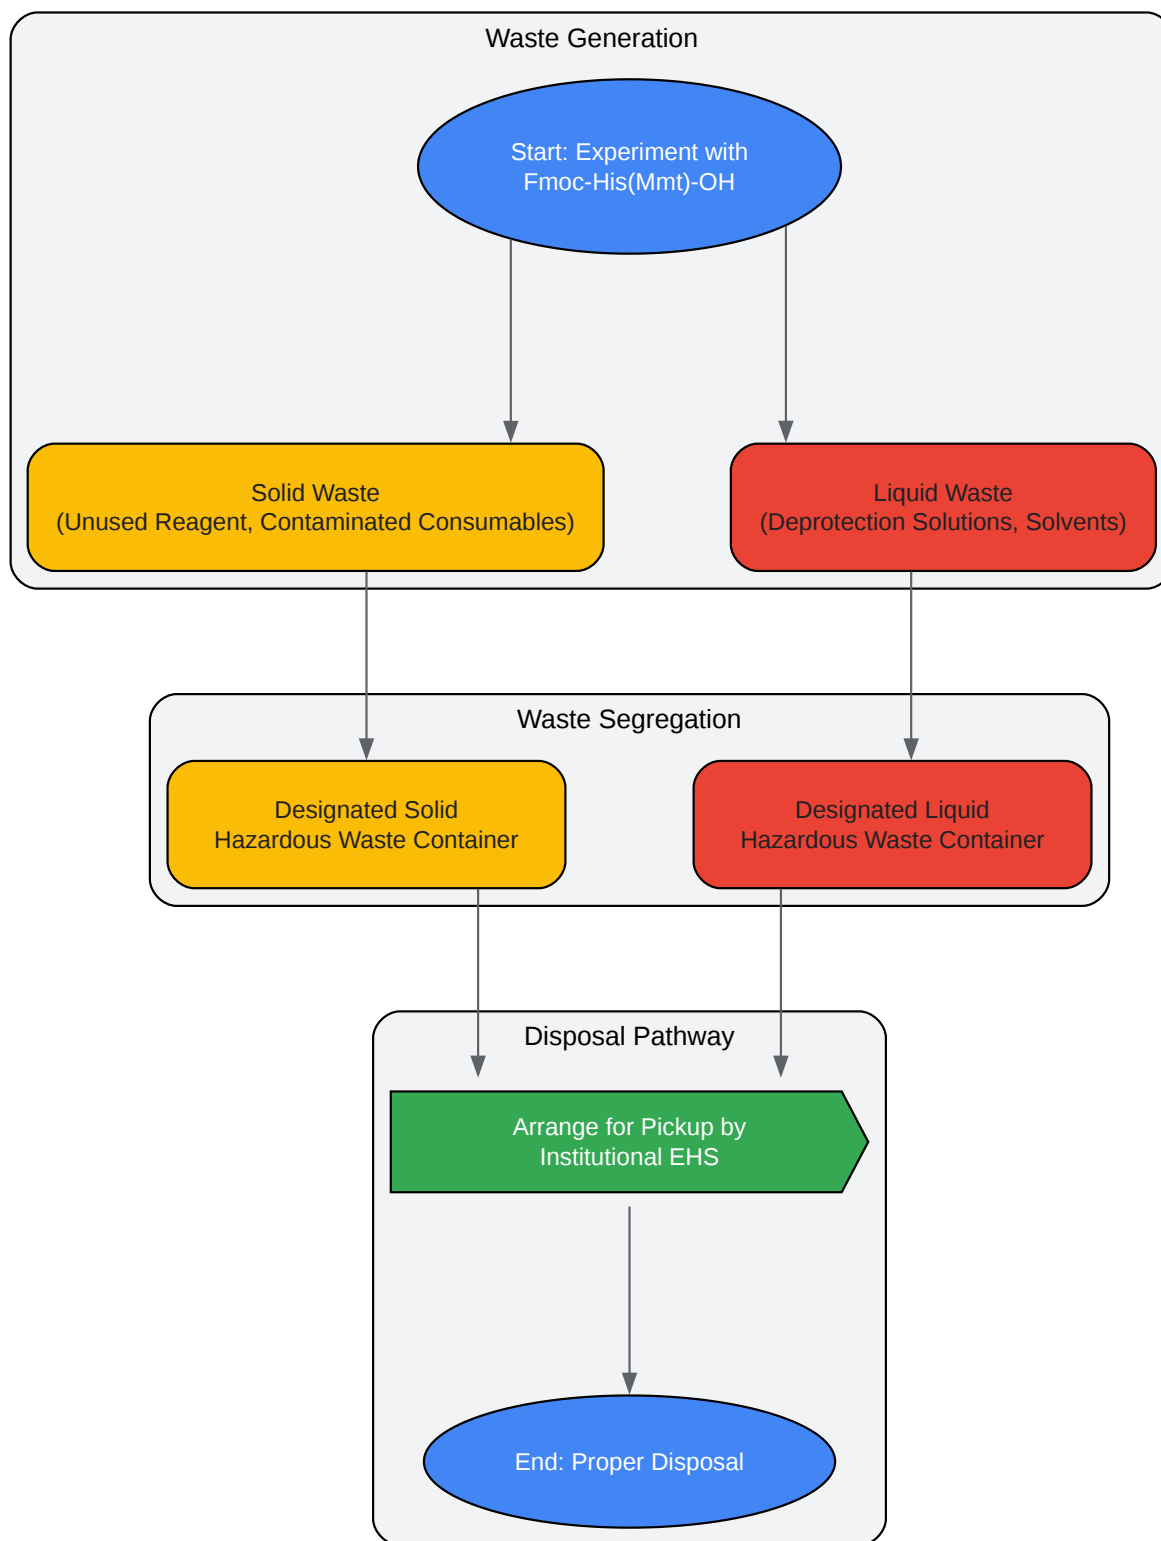 Waste Generation
Start: Experiment with
Fmoc-His(Mmt)-OH
Solid Waste
(Unused Reagent, Contaminated Consumables)
Liquid Waste
(Deprotection Solutions, Solvents)
Waste Segregation
Designated Solid
Hazardous Waste Container
Designated Liquid
Hazardous Waste Container
Disposal Pathway
Arrange for Pickup by
Institutional EHS
End: Proper Disposal